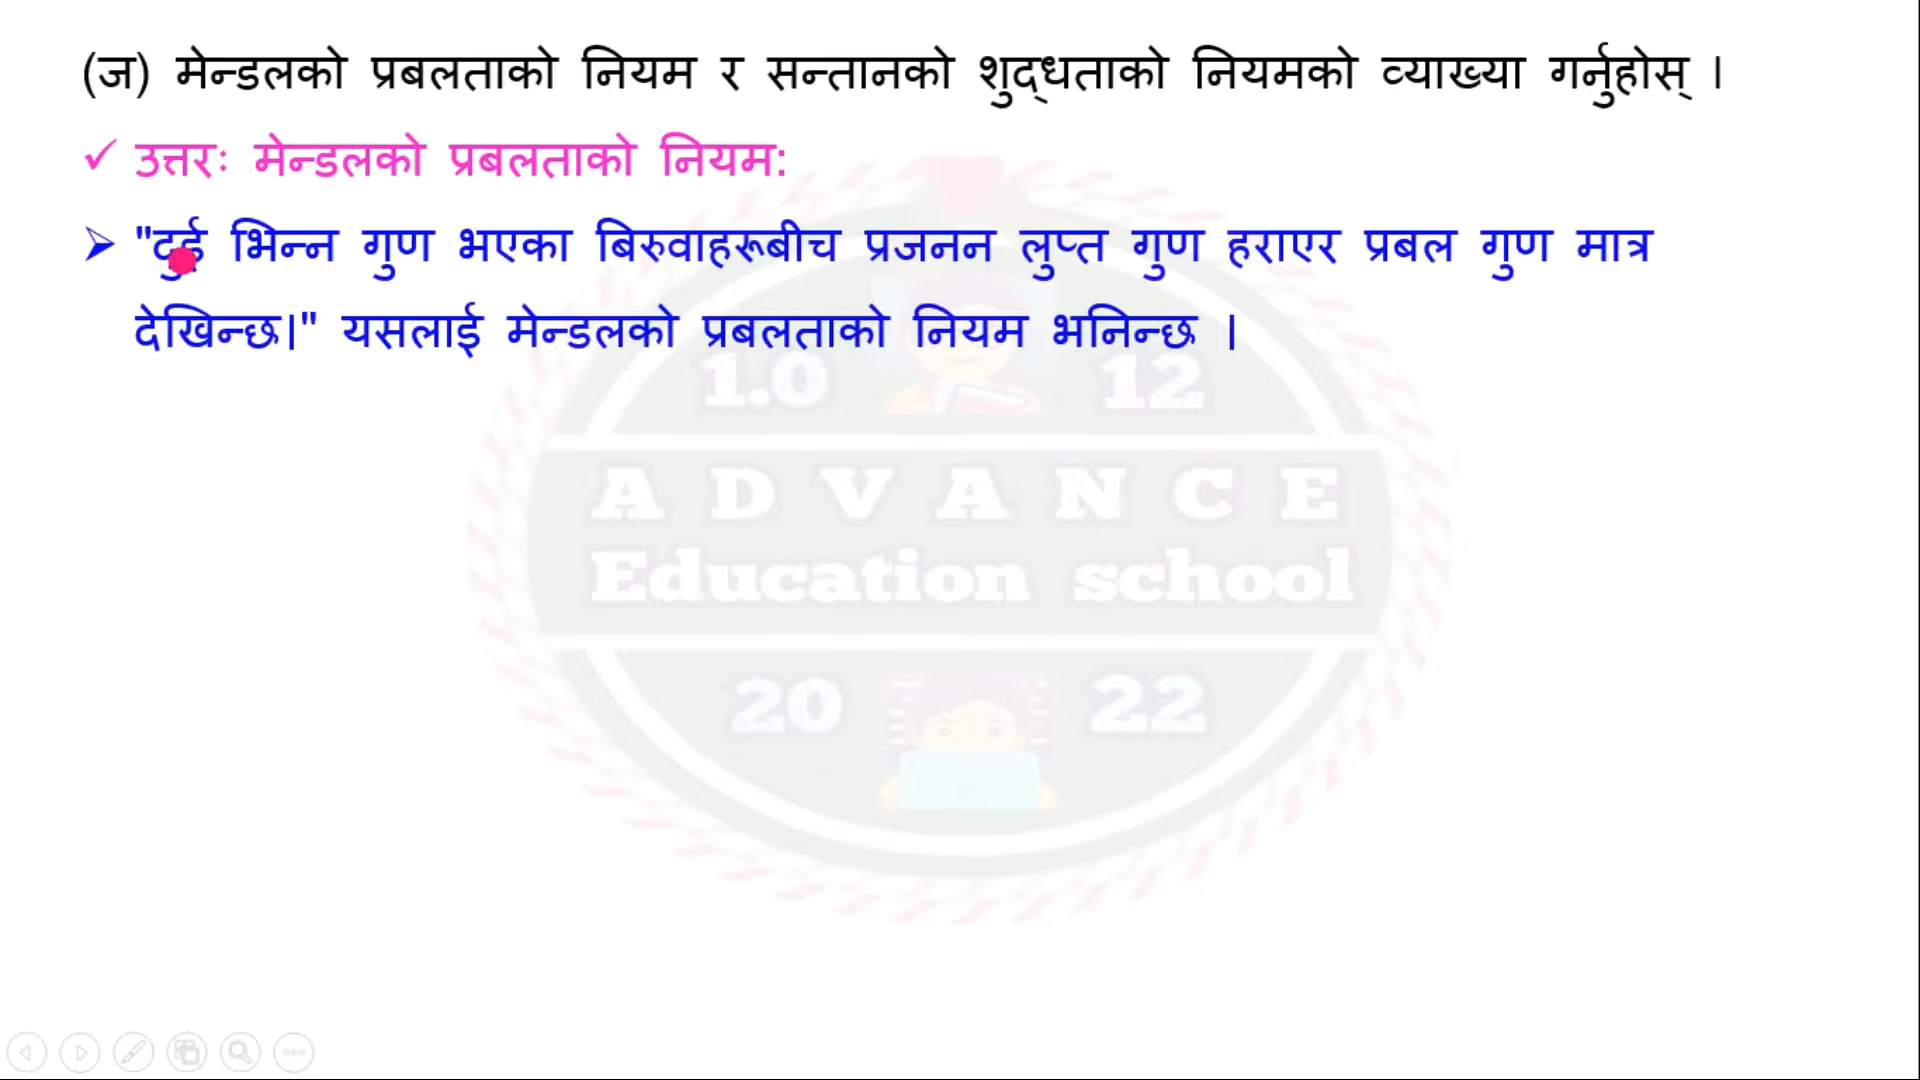 (ज) मेन्डलको प्रबलताको नियम र सन्तानको शुद्धताको नियमको व्याख्या गर्नुहोस् ।
उत्तरः मेन्डलको प्रबलताको नियम:
"दुई भिन्न गुण भएका बिरुवाहरूबीच प्रजनन लुप्त गुण हराएर प्रबल गुण मात्र
देखिन्छ।" यसलाई मेन्डलको प्रबलताको नियम भनिन्छ ।
1.0 12
ADVANCE
Education school
20 22